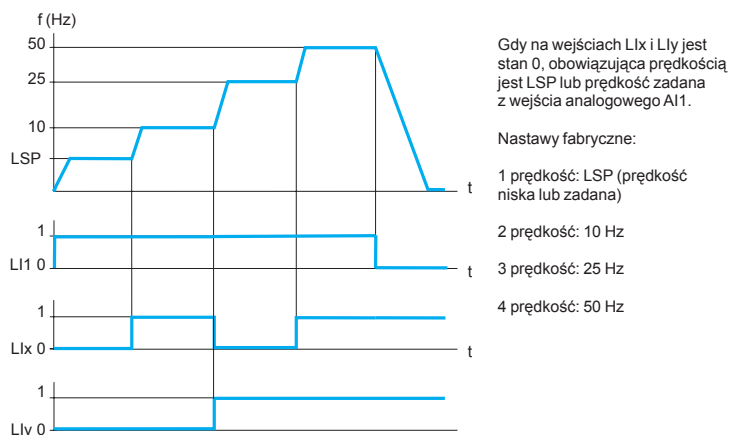 f (Hz)
50
25
10
LSP
t
1
LI1 0
t
1
LIx 0
t
1
LIy 0
Gdy na wejściach LIx i LIy jest
stan 0, obowiązująca prędkością
jest LSP lub prędkość zadana
z wejścia analogowego AI1.
Nastawy fabryczne:
1 prędkość: LSP (prędkość
niska lub zadana)
2 prędkość: 10 Hz
3 prędkość: 25 Hz
4 prędkość: 50 Hz